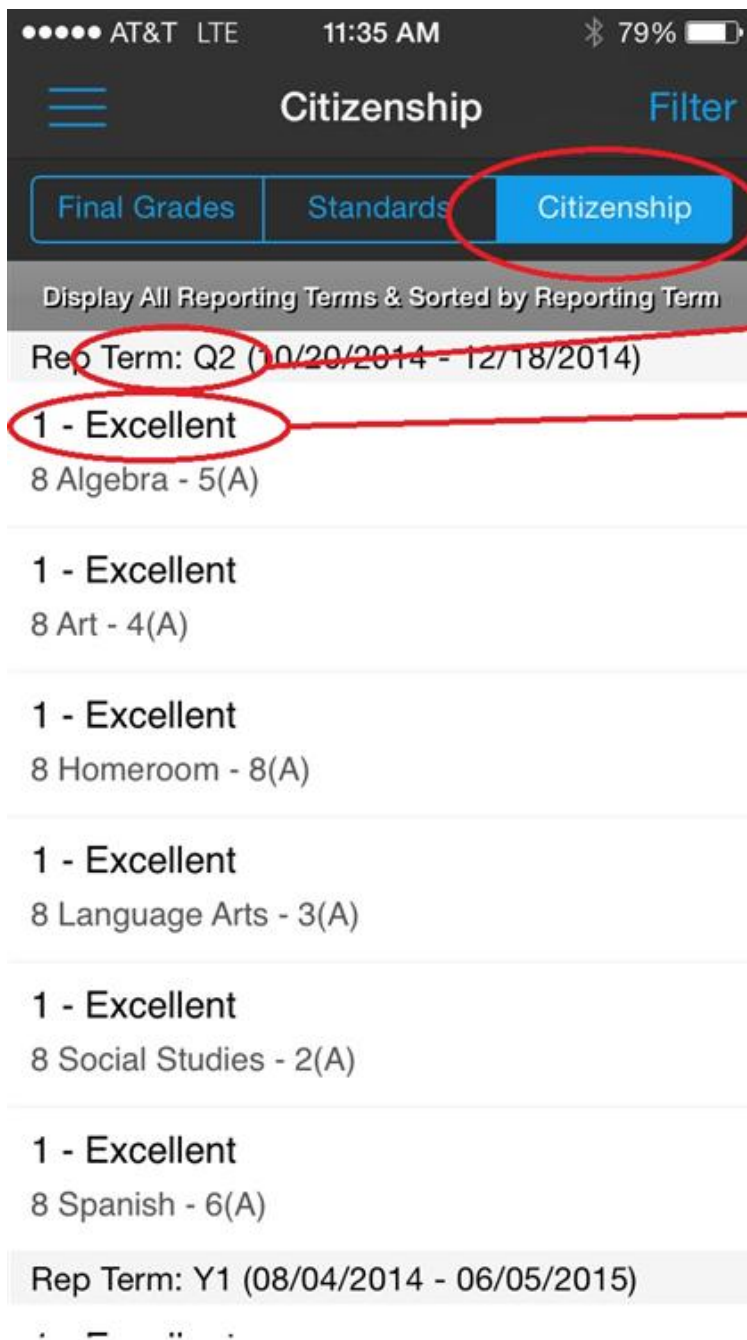 AT&T LTE 11:35 AM 79%
Citizenship Filter
Final Grades Standards Citizenship
Display All Reporting Terms & Sorted by Reporting Term
Rep Term: Q2 (10/20/2014 - 12/18/2014)
1 - Excellent
8 Algebra - 5(A)
1 - Excellent
8 Art - 4(A)
1 - Excellent
8 Homeroom - 8(A)
1 - Excellent
8 Language Arts - 3(A)
1 - Excellent
8 Social Studies - 2(A)
1 - Excellent
8 Spanish - 6(A)
Rep Term: Y1 (08/04/2014 - 06/05/2015)